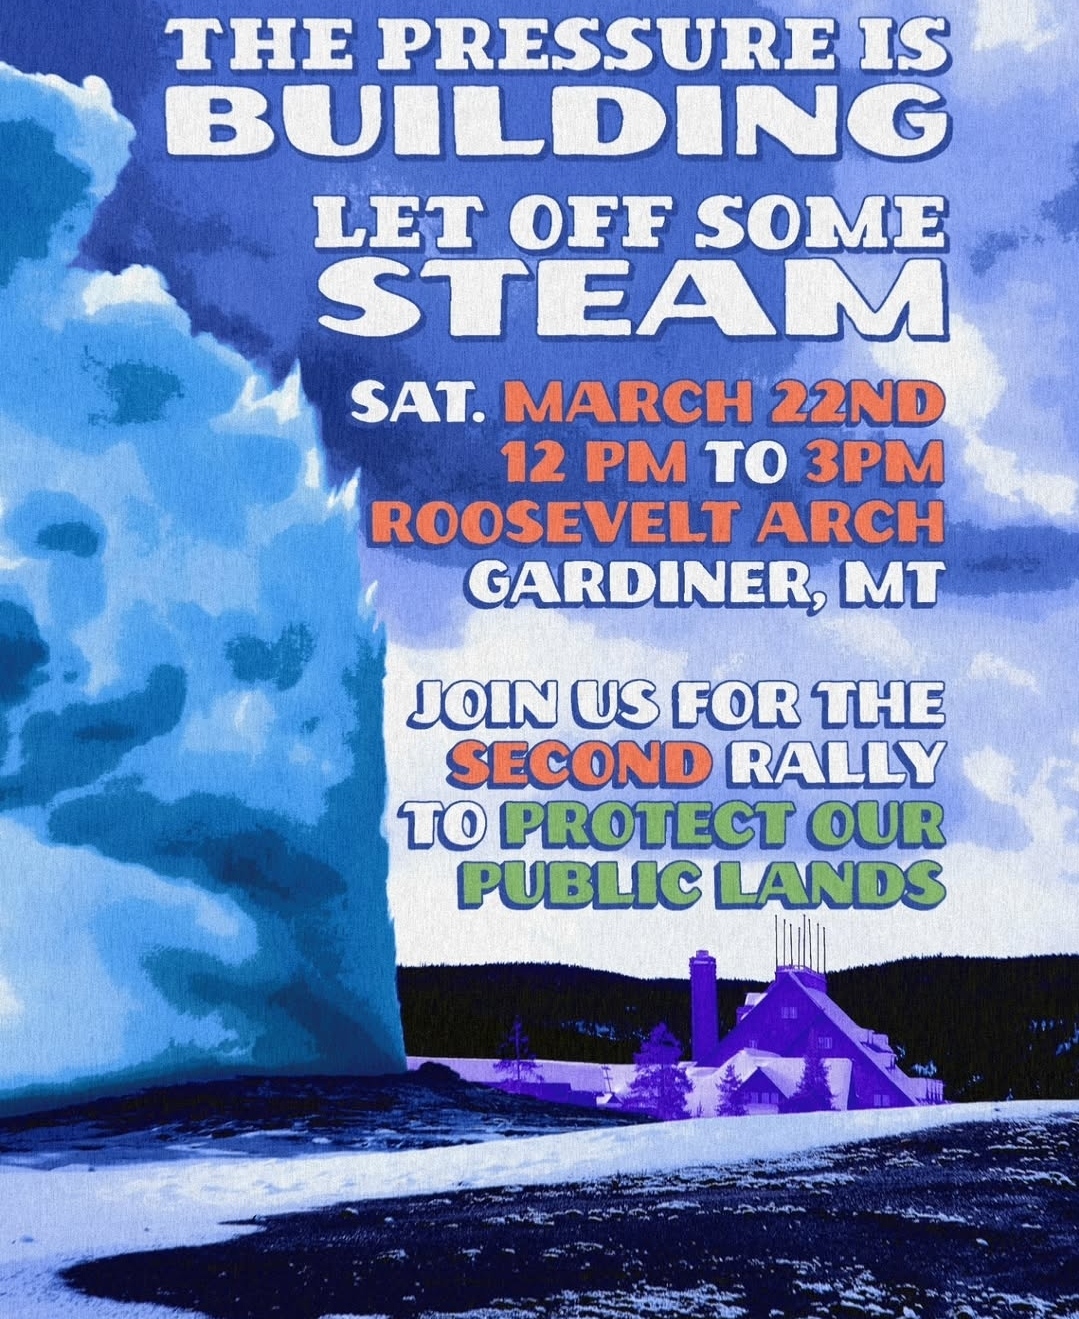 THE PRESSURE IS
BUILDING
LET OFF SOME
STEAM
SAT. MARCH 22ND
12 PM TO 3PM
ROOSEVELT ARCH
GARDINER, MT
JOIN US FOR THE
SECOND RALLY
TO PROTECT OUR
PUBLIC LANDS